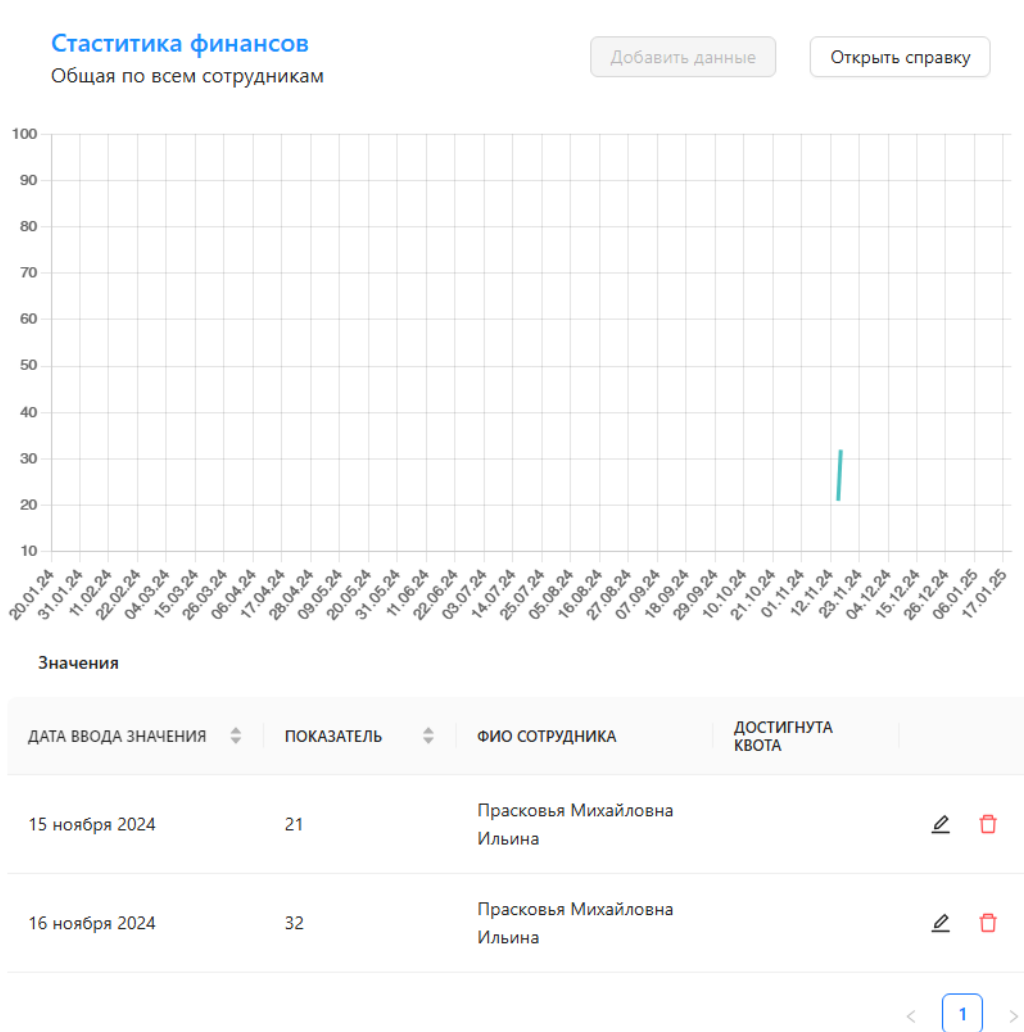 Стаститика финансов
Общая по всем сотрудникам
Добавить данные
Открыть справку
100
90
80
70
60
50
40
30
20
10
20.01.24
31.01.24
11.02.24
22.02.24
04.03.24
15.03.24
26.03.24
06.04.24
17.04.24
28.04.24
09.05.24
20.05.24
31.05.24
11.06.24
22.06.24
03.07.24
14.07.24
25.07.24
05.08.24
16.08.24
27.08.24
07.09.24
18.09.24
29.09.24
10.10.24
21.10.24
01.11.24
12.11.24
23.11.24
04.12.24
15.12.24
26.12.24
06.01.25
17.01.25
Значения
ДАТА ВВОДА ЗНАЧЕНИЯ
ПОКАЗАТЕЛЬ
ФИО СОТРУДНИКА
ДОСТИГНУТА
КВОТА
15 ноября 2024
21
Прасковья Михайловна
Ильина
16 ноября 2024
32
Прасковья Михайловна
Ильина
< 1 >